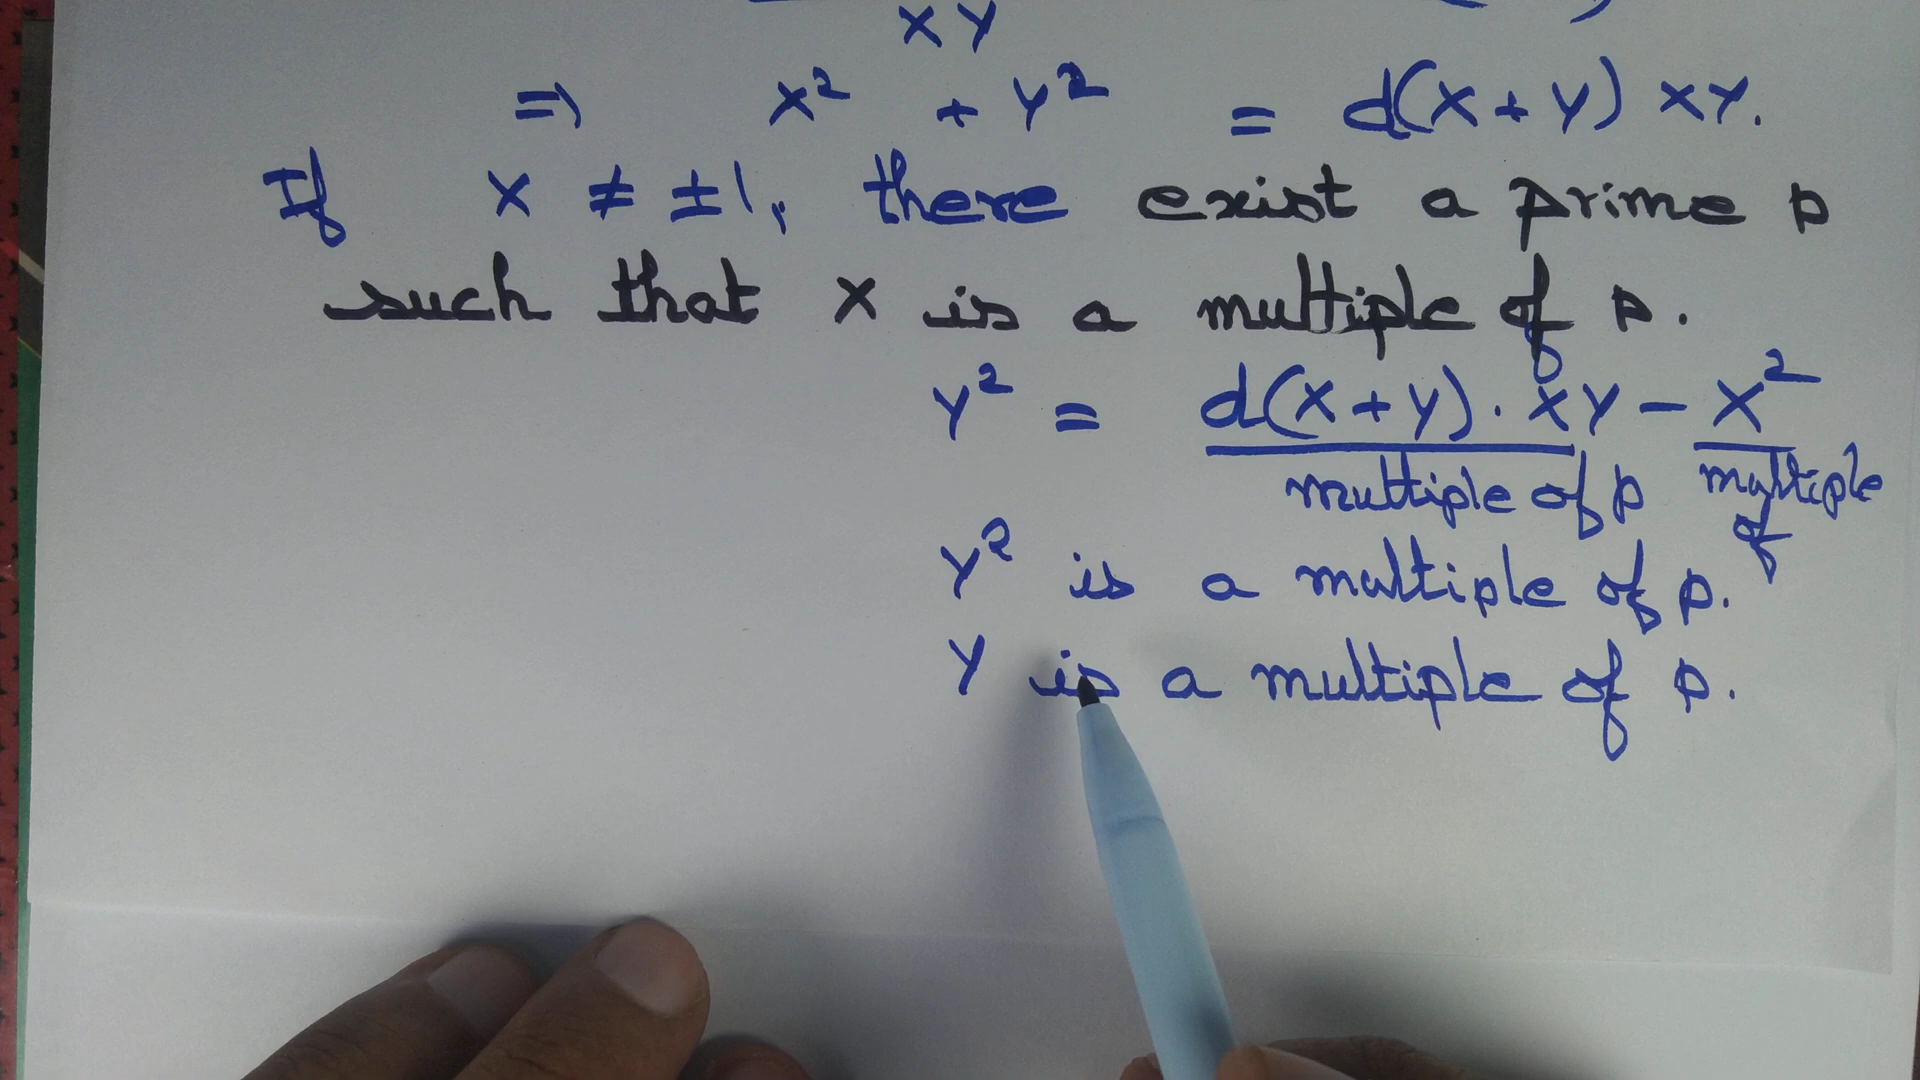 XY
⇒ X² + Y² = d(X+Y) XY.
If X ≠ ±1, there exist a prime p
such that X is a multiple of p.
Y² = d(X+Y). XY - X²
multiple of p multiple of
Y² is a multiple of p.
Y is a multiple of p.